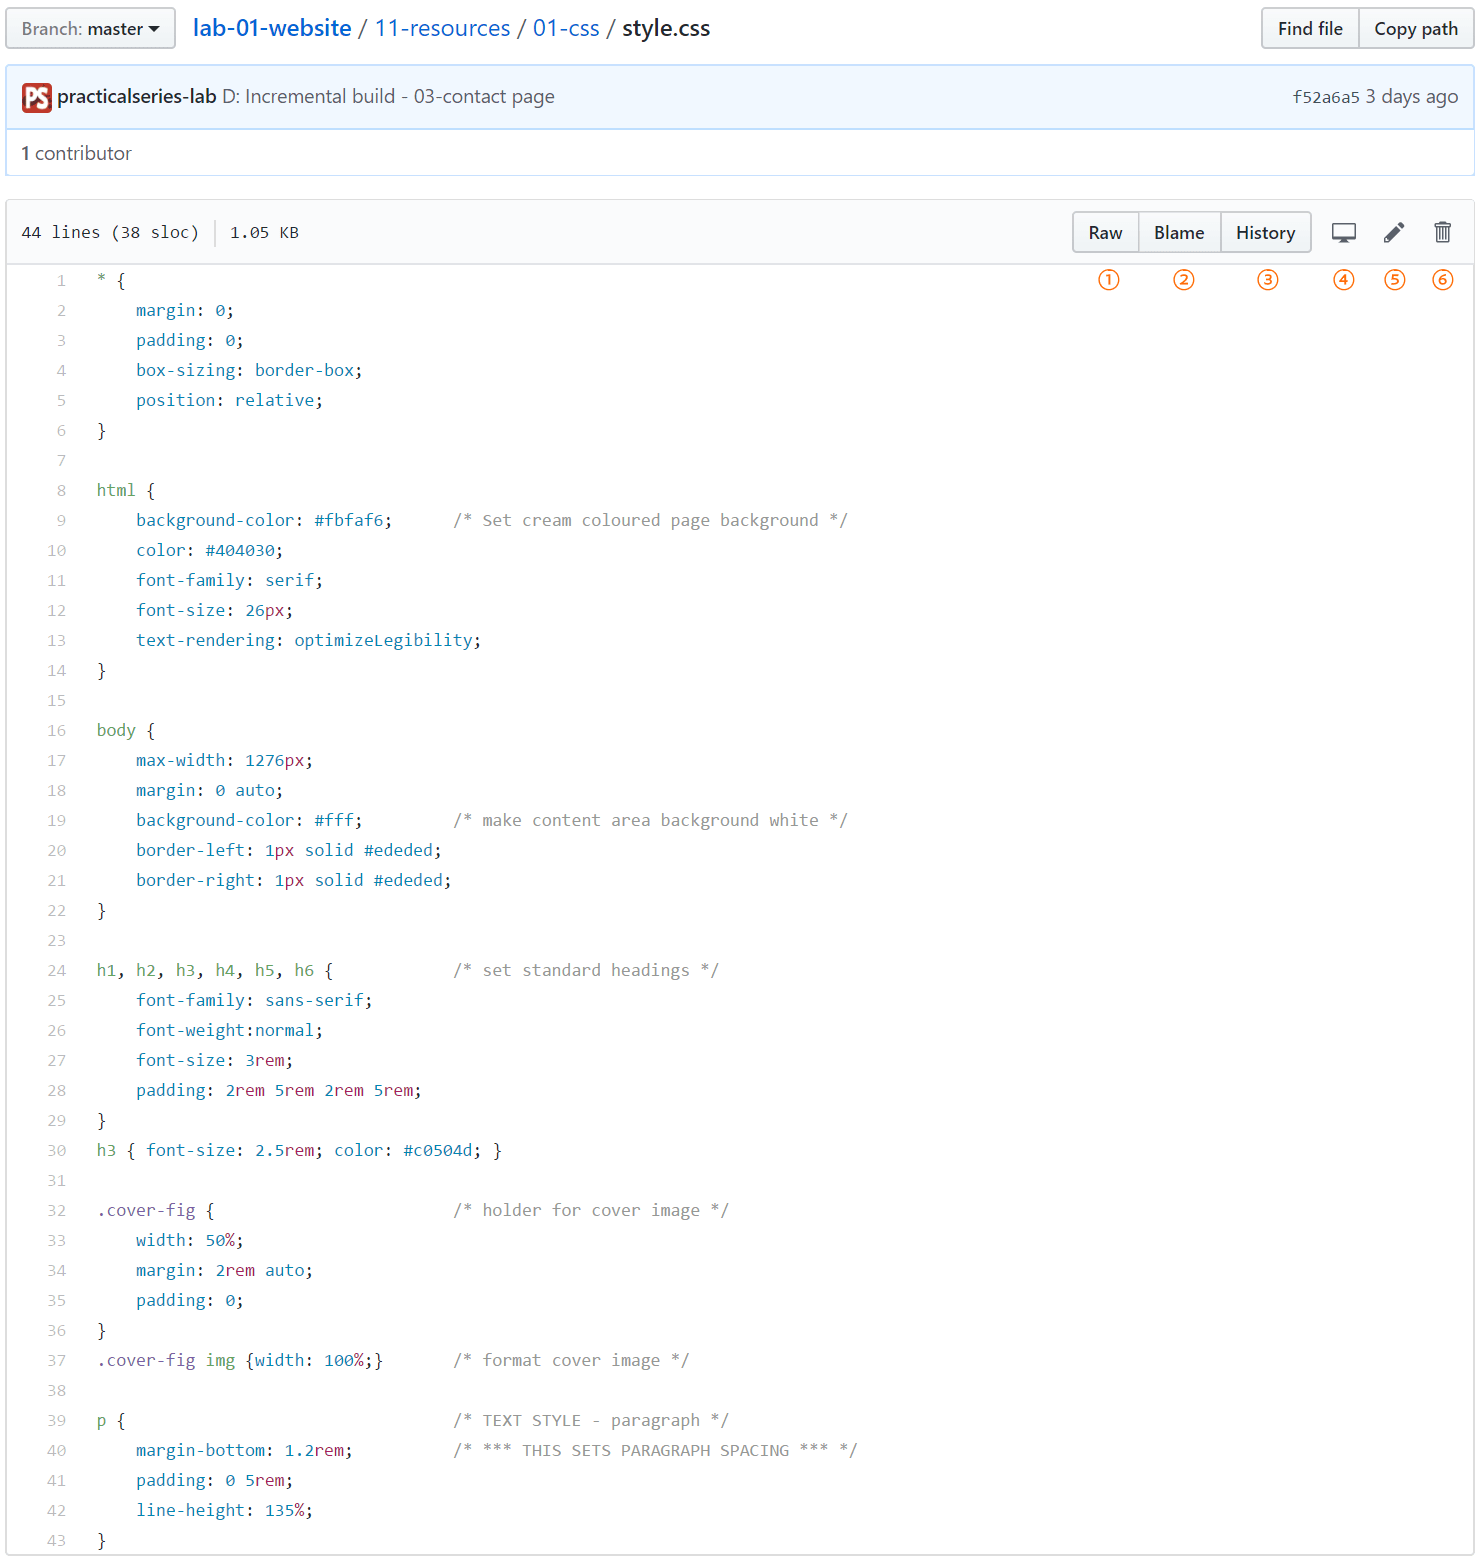 Branch: master lab-01-website / 11-resources / 01-css / style.css Find file Copy path
PS practicalseries-lab D: Incremental build - 03-contact page f52a6a5 3 days ago
1 contributor
44 lines (38 sloc) 1.05 KB Raw Blame History
1 * { ① ② ③ ④ ⑤ ⑥
2 margin: 0;
3 padding: 0;
4 box-sizing: border-box;
5 position: relative;
6 }
7
8 html {
9 background-color: #fbfaf6; /* Set cream coloured page background */
10 color: #404030;
11 font-family: serif;
12 font-size: 26px;
13 text-rendering: optimizeLegibility;
14 }
15
16 body {
17 max-width: 1276px;
18 margin: 0 auto;
19 background-color: #fff; /* make content area background white */
20 border-left: 1px solid #ededed;
21 border-right: 1px solid #ededed;
22 }
23
24 h1, h2, h3, h4, h5, h6 { /* set standard headings */
25 font-family: sans-serif;
26 font-weight:normal;
27 font-size: 3rem;
28 padding: 2rem 5rem 2rem 5rem;
29 }
30 h3 { font-size: 2.5rem; color: #c0504d; }
31
32 .cover-fig { /* holder for cover image */
33 width: 50%;
34 margin: 2rem auto;
35 padding: 0;
36 }
37 .cover-fig img {width: 100%;} /* format cover image */
38
39 p { /* TEXT STYLE - paragraph */
40 margin-bottom: 1.2rem; /* *** THIS SETS PARAGRAPH SPACING *** */
41 padding: 0 5rem;
42 line-height: 135%;
43 }